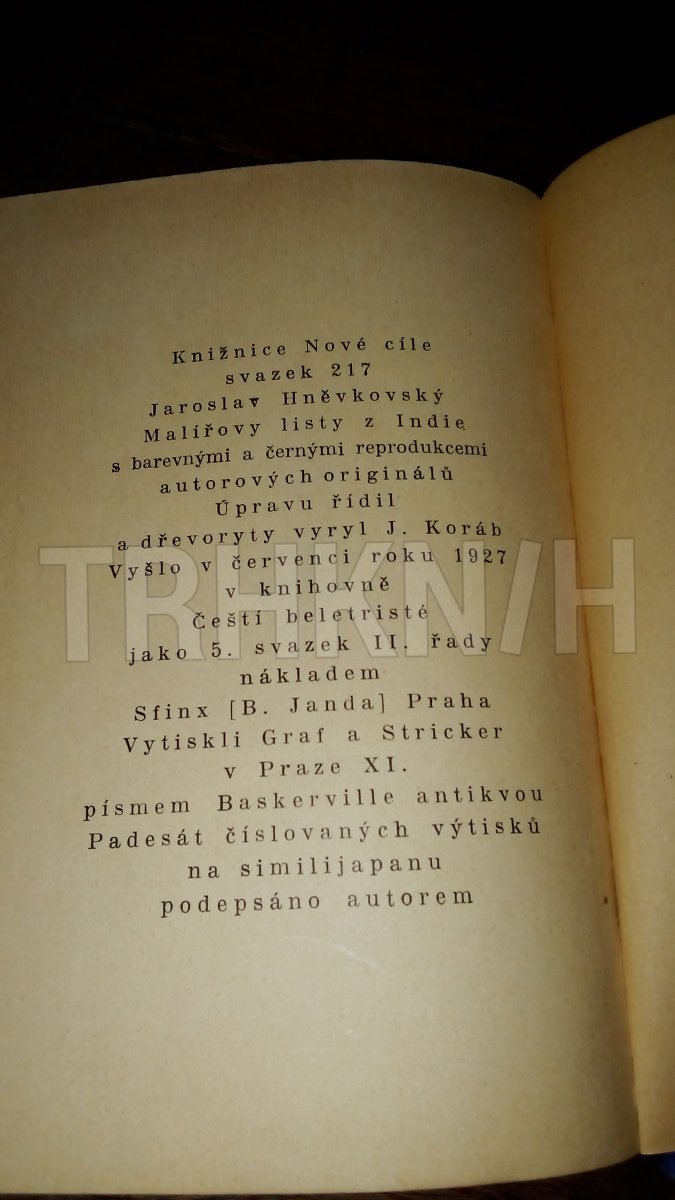 Knižnice Nové cíle
svazek 217
Jaroslav Hněvkovský
Malířovy listy z Indie
s barevnými a černými reprodukcemi
autorových originálů
Úpravu řídil
a dřevoryty vyryl J. Koráb
Vyšlo v červenci roku 1927
v knihovně
Čeští beletristé
jako 5. svazek II. řady
nákladem
Sfinx [B. Janda] Praha
Vytiskli Graf a Stricker
v Praze XI.
písmem Baskerville antikvou
Padesát číslovaných výtisků
na similijapanu
podepsáno autorem
TRHKN/H